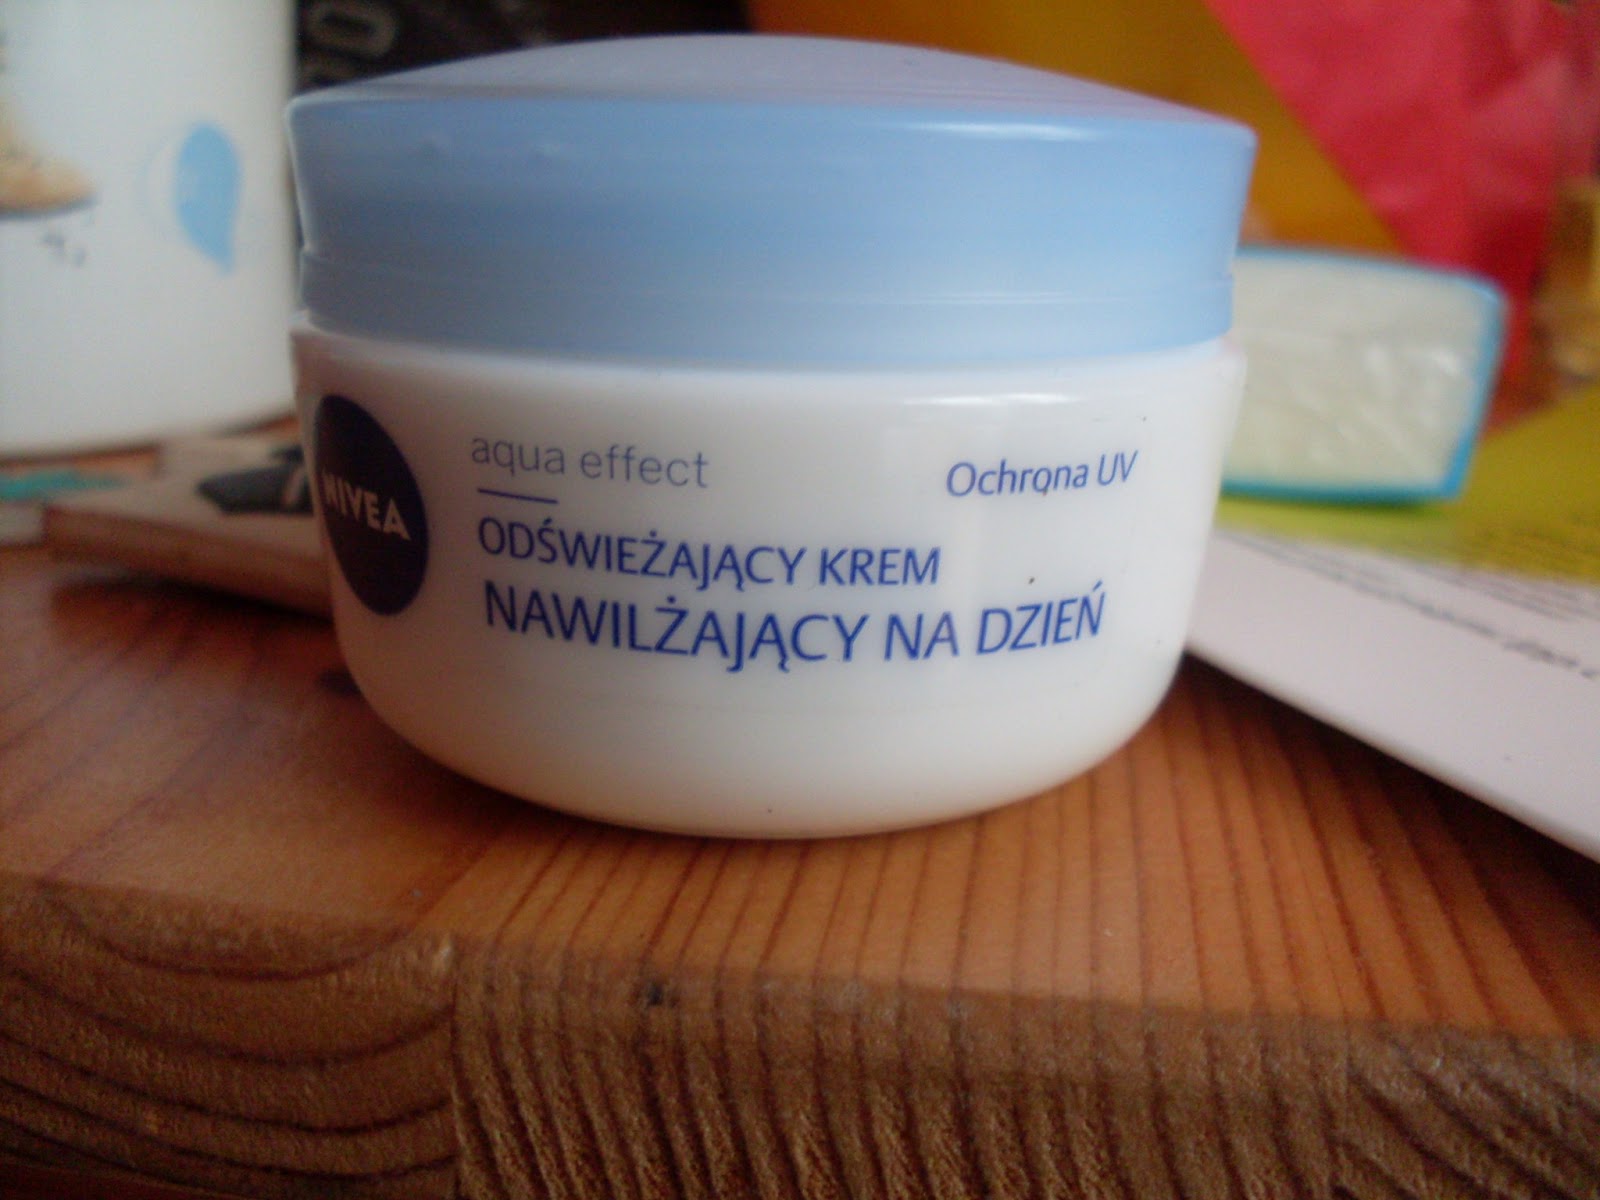 NIVEA
aqua effect
Ochrona UV
ODŚWIEŻAJĄCY KREM
NAWILŻAJĄCY NA DZIEŃ